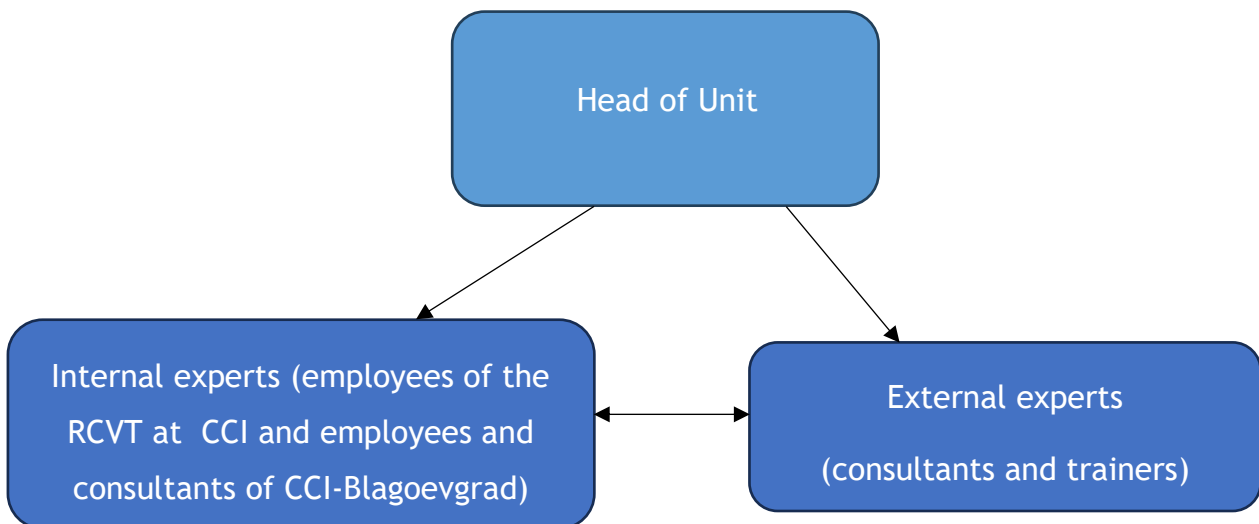 Head of Unit
Internal experts (employees of the
RCVT at  CCI and employees and
consultants of CCI-Blagoevgrad)
External experts
(consultants and trainers)